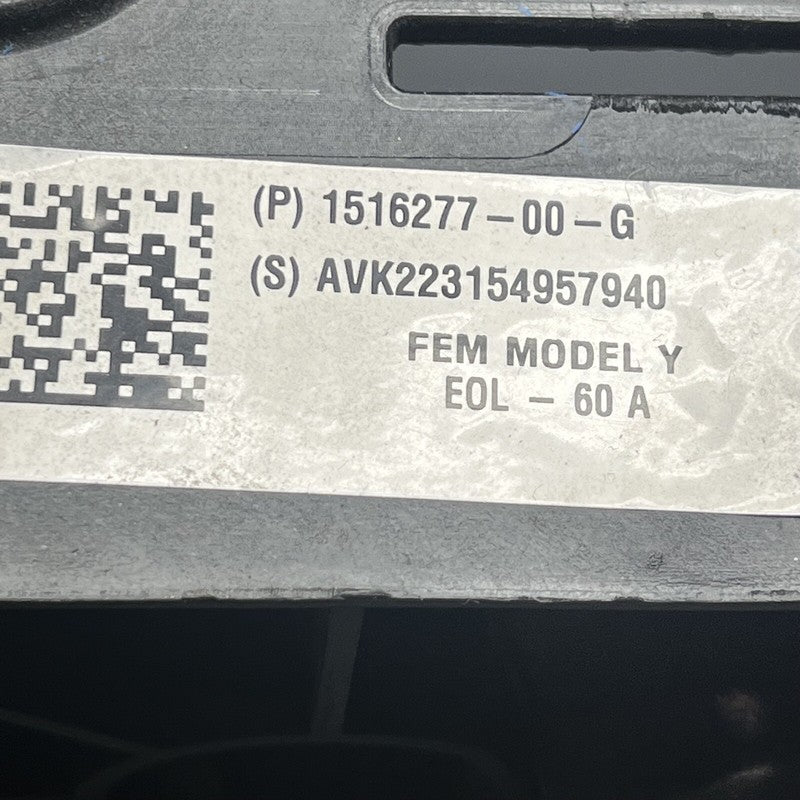 (P) 1516277-00-G
(S) AVK223154957940
FEM MODEL Y
EOL - 60 A